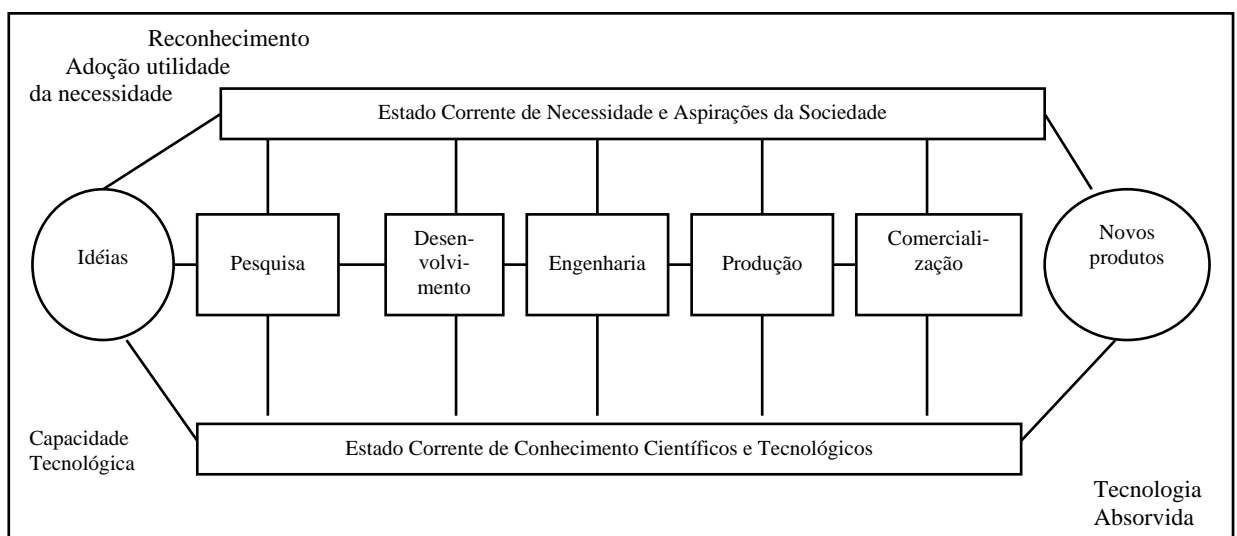 Reconhecimento
Adoção utilidade
da necessidade
Estado Corrente de Necessidade e Aspirações da Sociedade
Idéias
Pesquisa
Desen-
volvi-
mento
Engenharia
Produção
Comerciali-
zação
Novos
produtos
Capacidade
Tecnológica
Estado Corrente de Conhecimento Científicos e Tecnológicos
Tecnologia
Absorvida